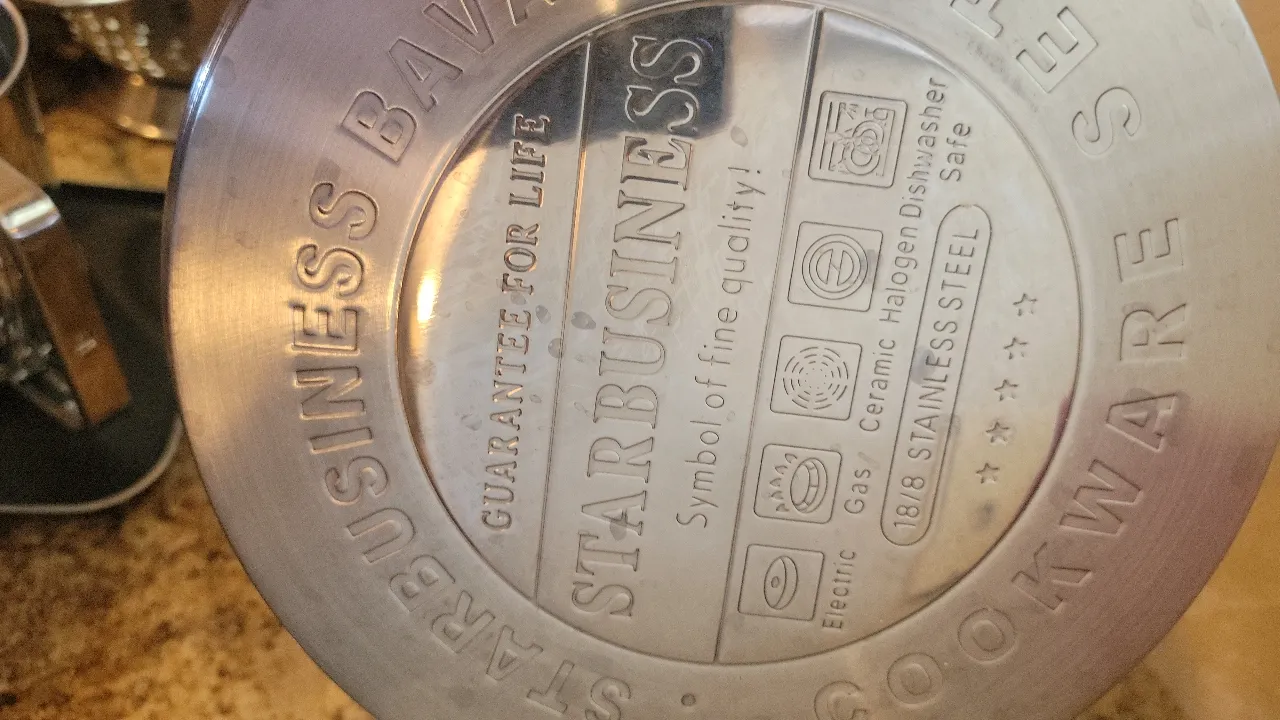 STARBUSINESS
COOKWARE SE
GUARANTEE FOR LIFE
STARBUSINESS
Symbol of fine quality!
Electric Gas Ceramic Halogen Dishwasher
Safe
18/8 STAINLESS STEEL